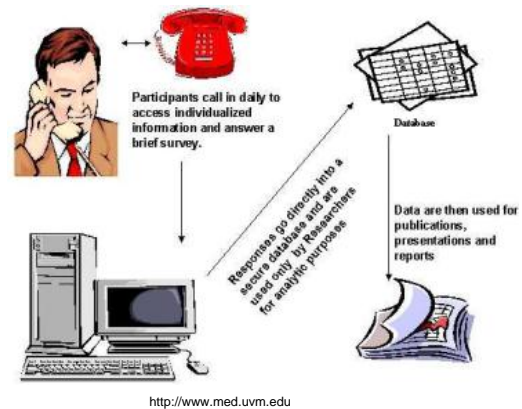 Participants call in daily to
access individualized
information and answer a
brief survey.
Database
Responses go directly into a
secure database and are
used only by Researchers
for analytic purposes
Data are then used for
publications,
presentations and
reports
http://www.med.uvm.edu